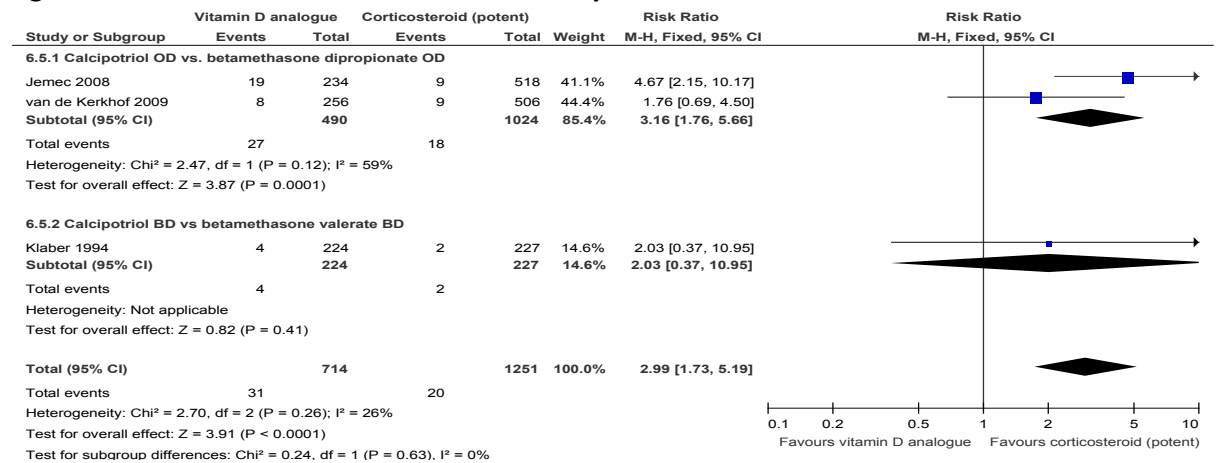 Vitamin D analogue Corticosteroid (potent) Risk Ratio Risk Ratio
Study or Subgroup Events Total Events Total Weight M-H, Fixed, 95% CI M-H, Fixed, 95% CI
6.5.1 Calcipotriol OD vs. betamethasone dipropionate OD
Jemec 2008 19 234 9 518 41.1% 4.67 [2.15, 10.17]
van de Kerkhof 2009 8 256 9 506 44.4% 1.76 [0.69, 4.50]
Subtotal (95% CI) 490 1024 85.4% 3.16 [1.76, 5.66]
Total events 27 18
Heterogeneity: Chi² = 2.47, df = 1 (P = 0.12); I² = 59%
Test for overall effect: Z = 3.87 (P = 0.0001)
6.5.2 Calcipotriol BD vs betamethasone valerate BD
Klaber 1994 4 224 2 227 14.6% 2.03 [0.37, 10.95]
Subtotal (95% CI) 224 227 14.6% 2.03 [0.37, 10.95]
Total events 4 2
Heterogeneity: Not applicable
Test for overall effect: Z = 0.82 (P = 0.41)
Total (95% CI) 714 1251 100.0% 2.99 [1.73, 5.19]
Total events 31 20
Heterogeneity: Chi² = 2.70, df = 2 (P = 0.26); I² = 26%
Test for overall effect: Z = 3.91 (P < 0.0001)
Test for subgroup differences: Chi² = 0.24, df = 1 (P = 0.63), I² = 0%
0.1 0.2 0.5 1 2 5 10
Favours vitamin D analogue Favours corticosteroid (potent)